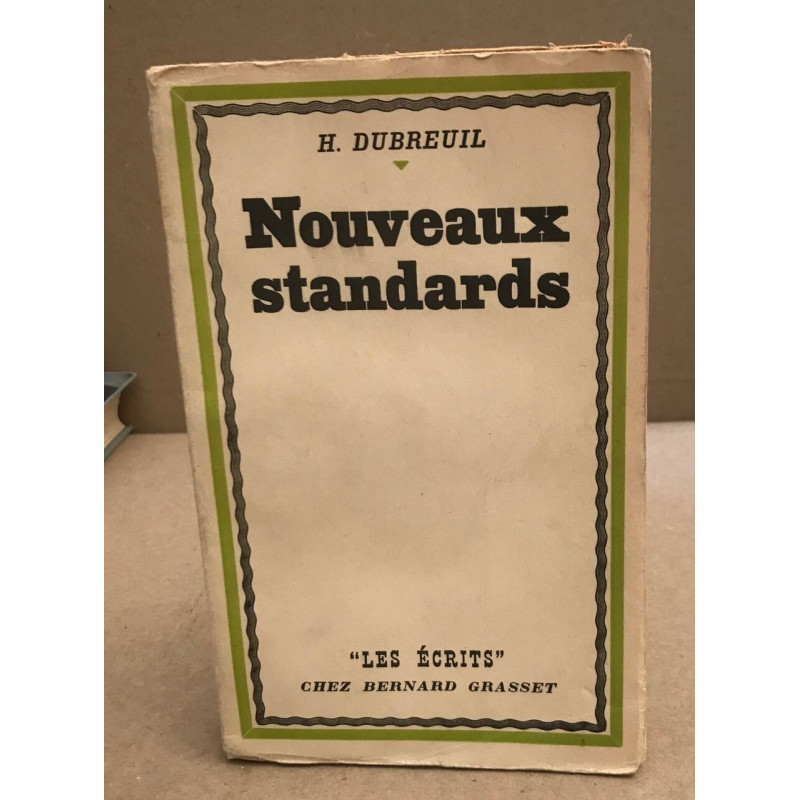 H. DUBREUIL
Nouveaux
standards
"LES ÉCRITS"
CHEZ BERNARD GRASSET